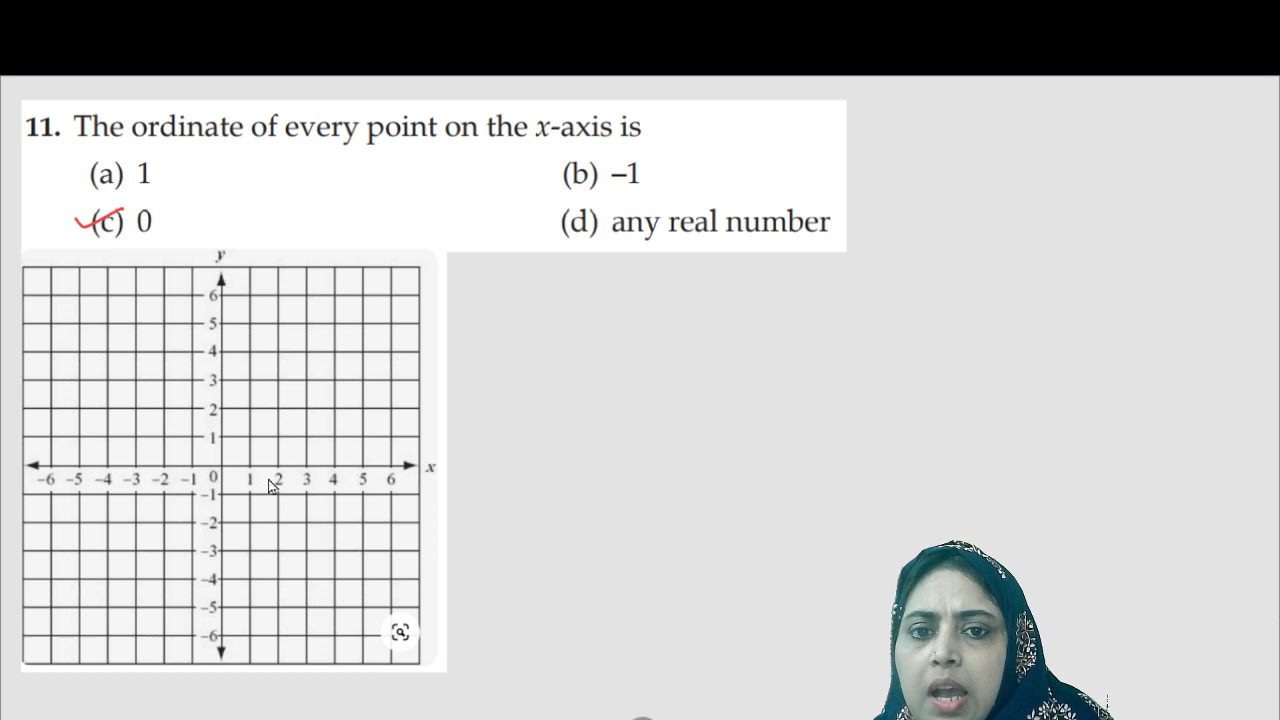 11. The ordinate of every point on the x-axis is
(a) 1 (b) –1
(c) 0 (d) any real number
y
6
5
4
3
2
1
x
–6 –5 –4 –3 –2 –1 0 1 2 3 4 5 6
–1
–2
–3
–4
–5
–6